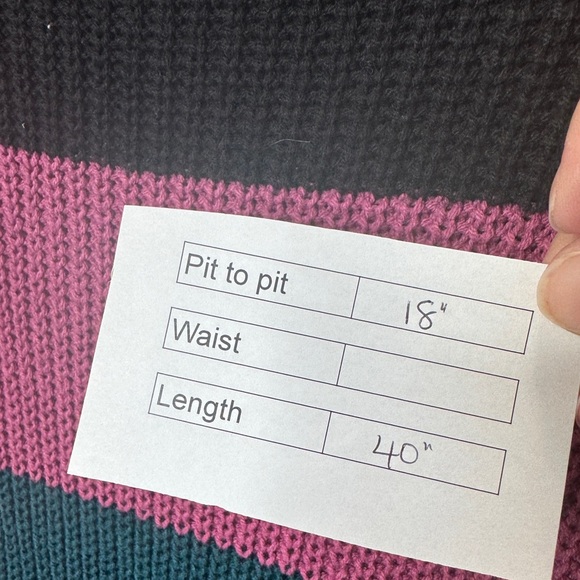 Pit to pit 18"
Waist
Length 40"